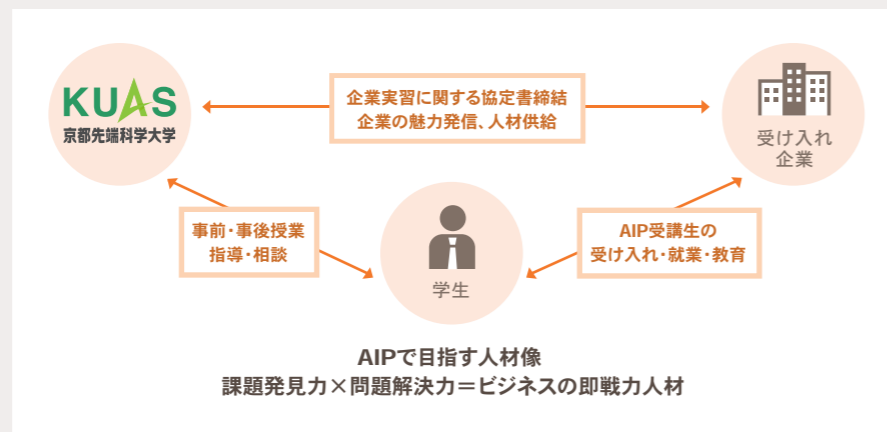 KUAS
京都先端科学大学
企業実習に関する協定書締結
企業の魅力発信、人材供給
受け入れ
企業
事前・事後授業
指導・相談
学生
AIP受講生の
受け入れ・就業・教育
AIPで目指す人材像
課題発見力×問題解決力＝ビジネスの即戦力人材